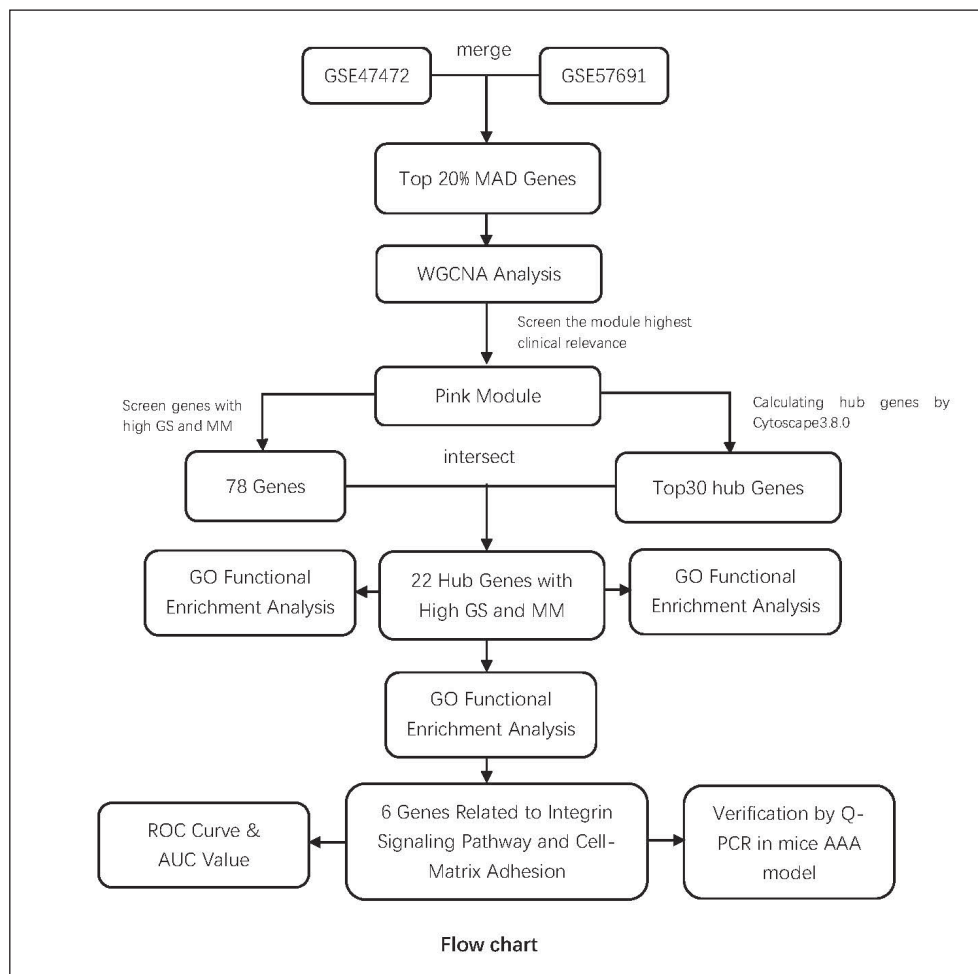 merge
GSE47472
GSE57691
Top 20% MAD Genes
WGCNA Analysis
Screen the module highest
clinical relevance
Pink Module
Screen genes with
high GS and MM
Calculating hub genes by
Cytoscape3.8.0
intersect
78 Genes
Top30 hub Genes
GO Functional
Enrichment Analysis
22 Hub Genes with
High GS and MM
GO Functional
Enrichment Analysis
GO Functional
Enrichment Analysis
ROC Curve &
AUC Value
6 Genes Related to Integrin
Signaling Pathway and Cell-
Matrix Adhesion
Verification by Q-
PCR in mice AAA
model
Flow chart